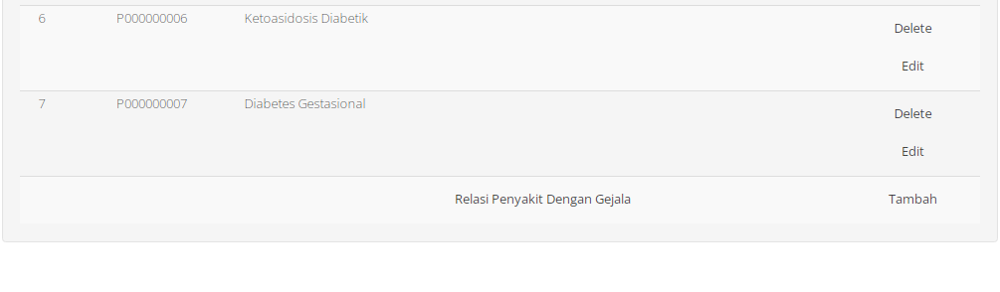 6 P000000006 Ketoasidosis Diabetik Delete
Edit
7 P000000007 Diabetes Gestasional Delete
Edit
Relasi Penyakit Dengan Gejala Tambah